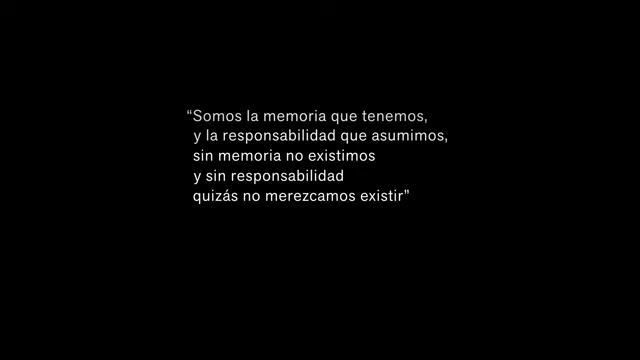 “Somos la memoria que tenemos,
y la responsabilidad que asumimos,
sin memoria no existimos
y sin responsabilidad
quizás no merezcamos existir”